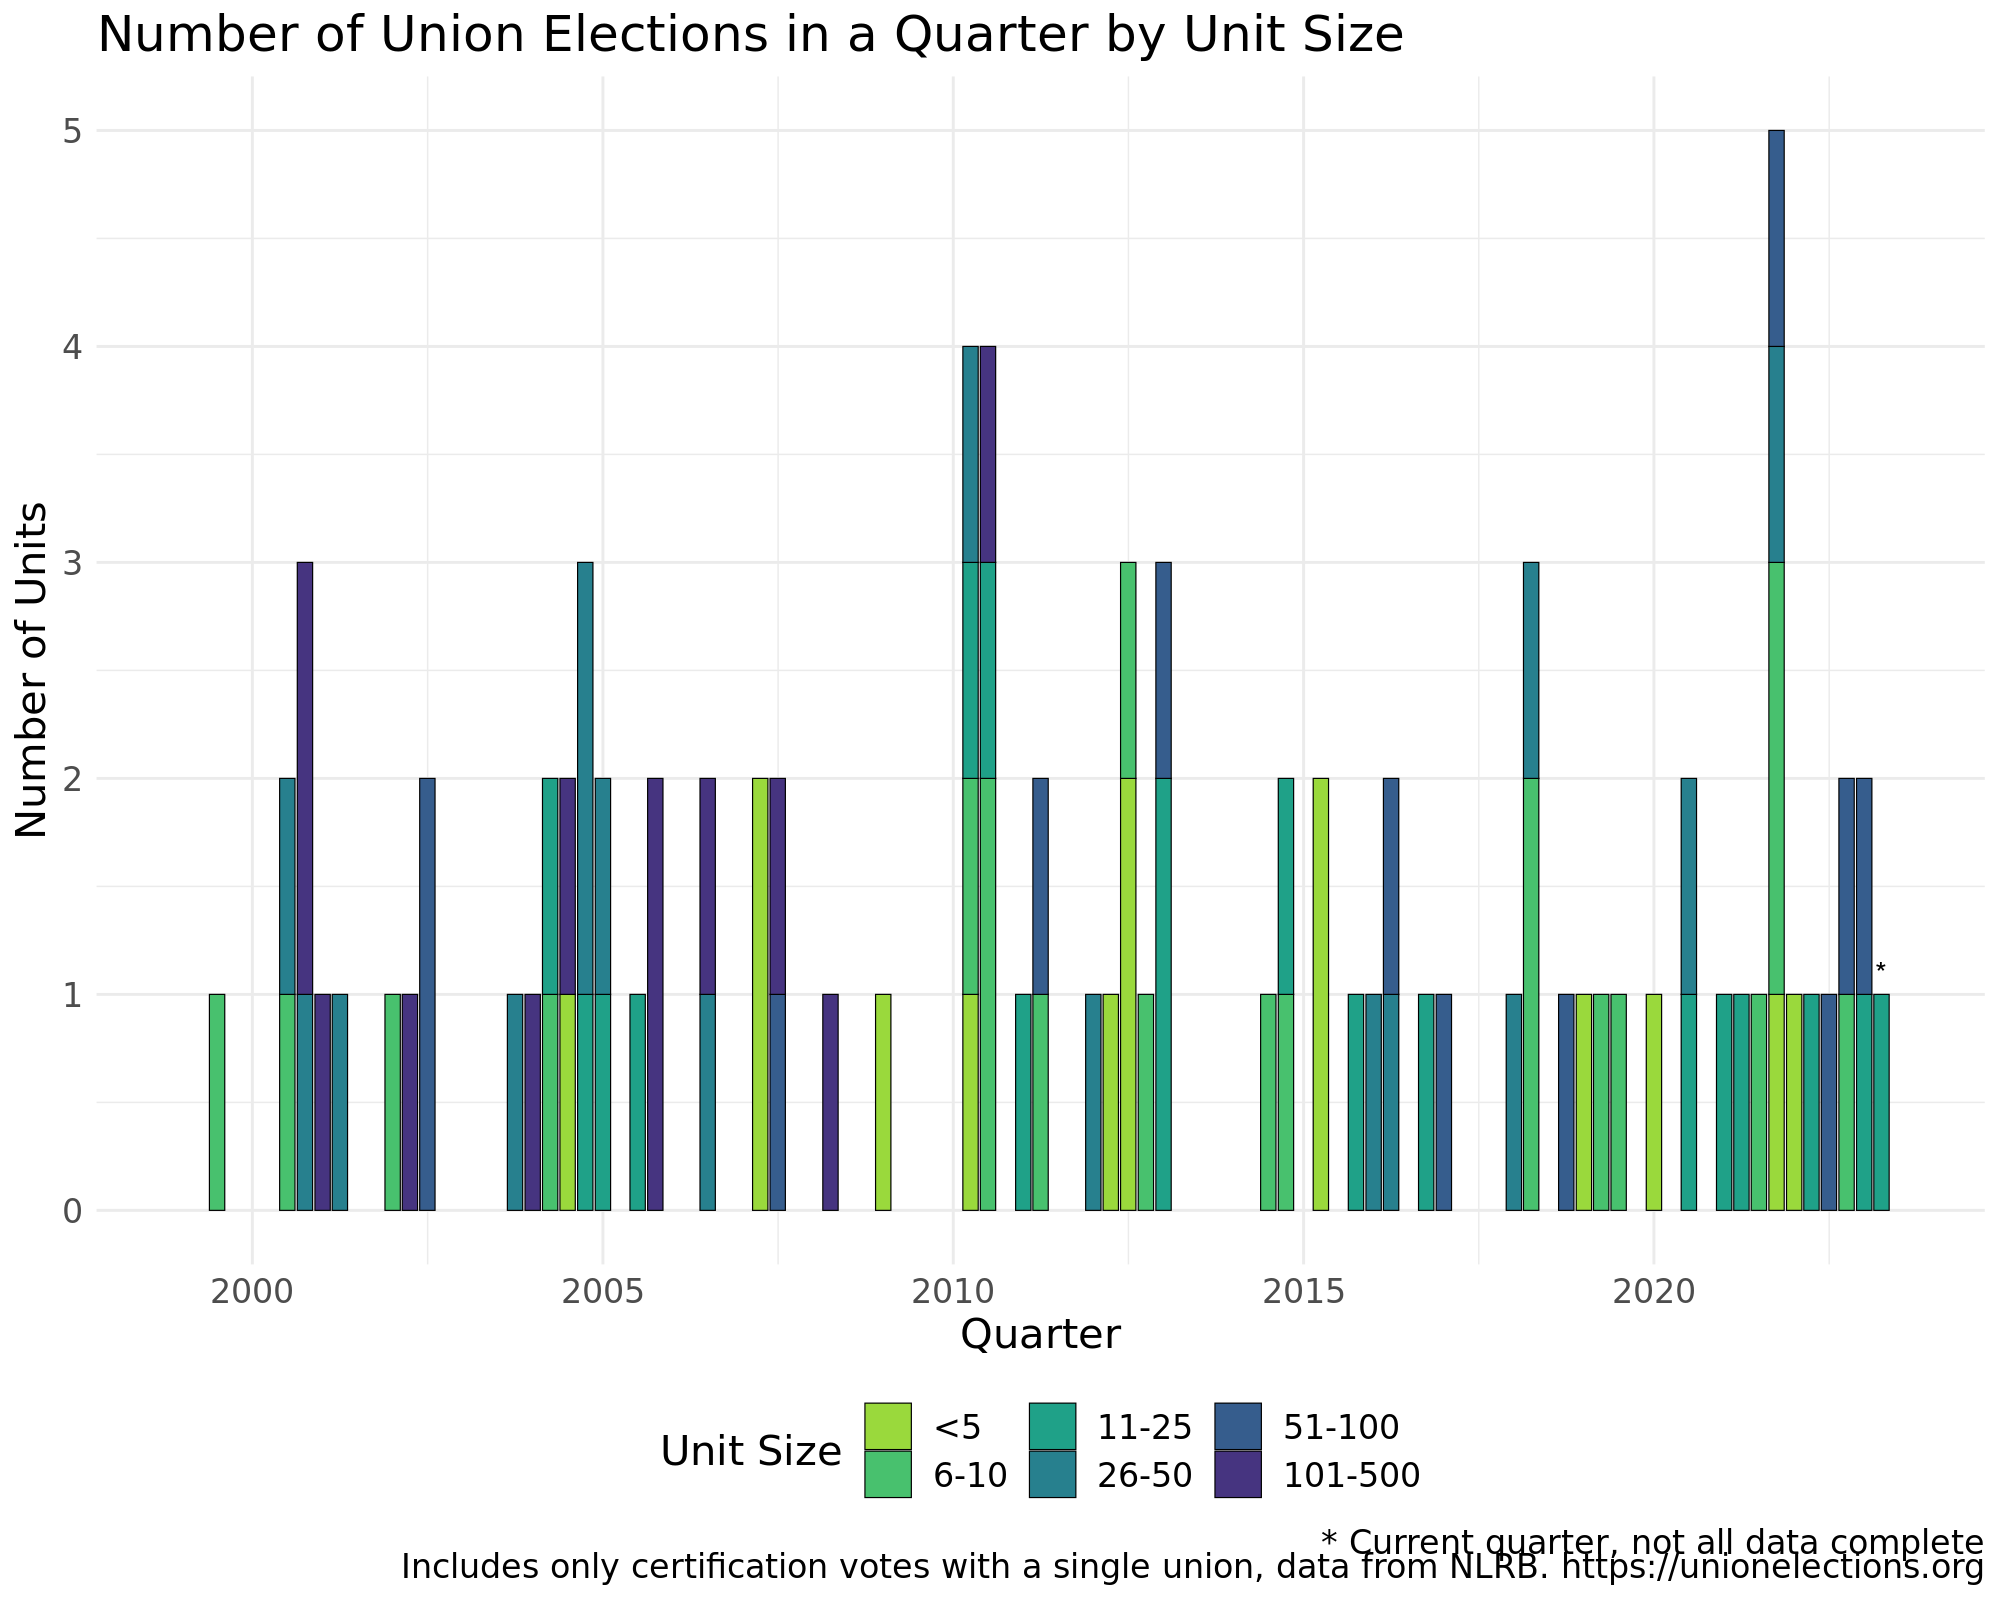 Number of Union Elections in a Quarter by Unit Size
Number of Units
5
4
3
2
1
0
*
2000 2005 2010 2015 2020
Quarter
Unit Size
<5 11-25 51-100
6-10 26-50 101-500
* Current quarter, not all data complete
Includes only certification votes with a single union, data from NLRB. https://unionelections.org